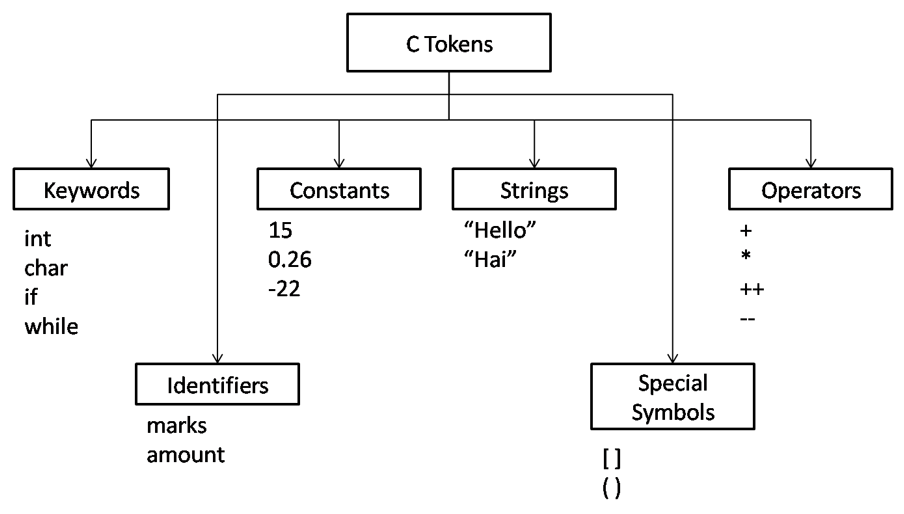 C Tokens
Keywords
int
char
if
while
Constants
15
0.26
-22
Strings
“Hello”
“Hai”
Operators
+
*
++
--
Identifiers
marks
amount
Special
Symbols
[ ]
( )